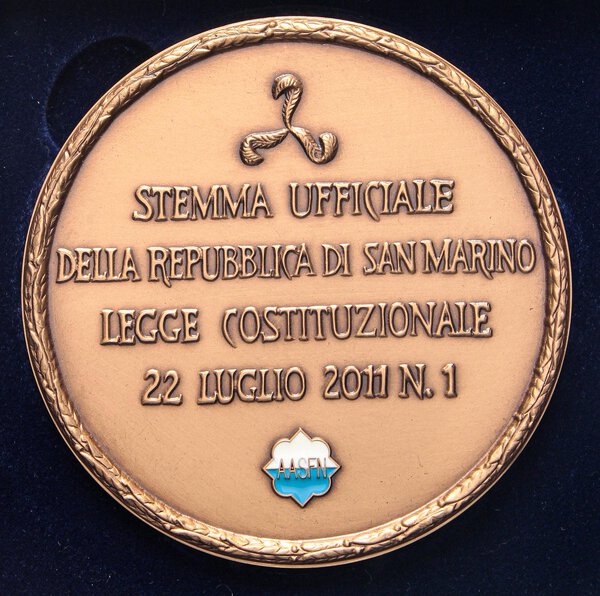 STEMMA UFFICIALE
DELLA REPUBBLICA DI SAN MARINO
LEGGE COSTITUZIONALE
22 LUGLIO 2011 N. 1
AASFN